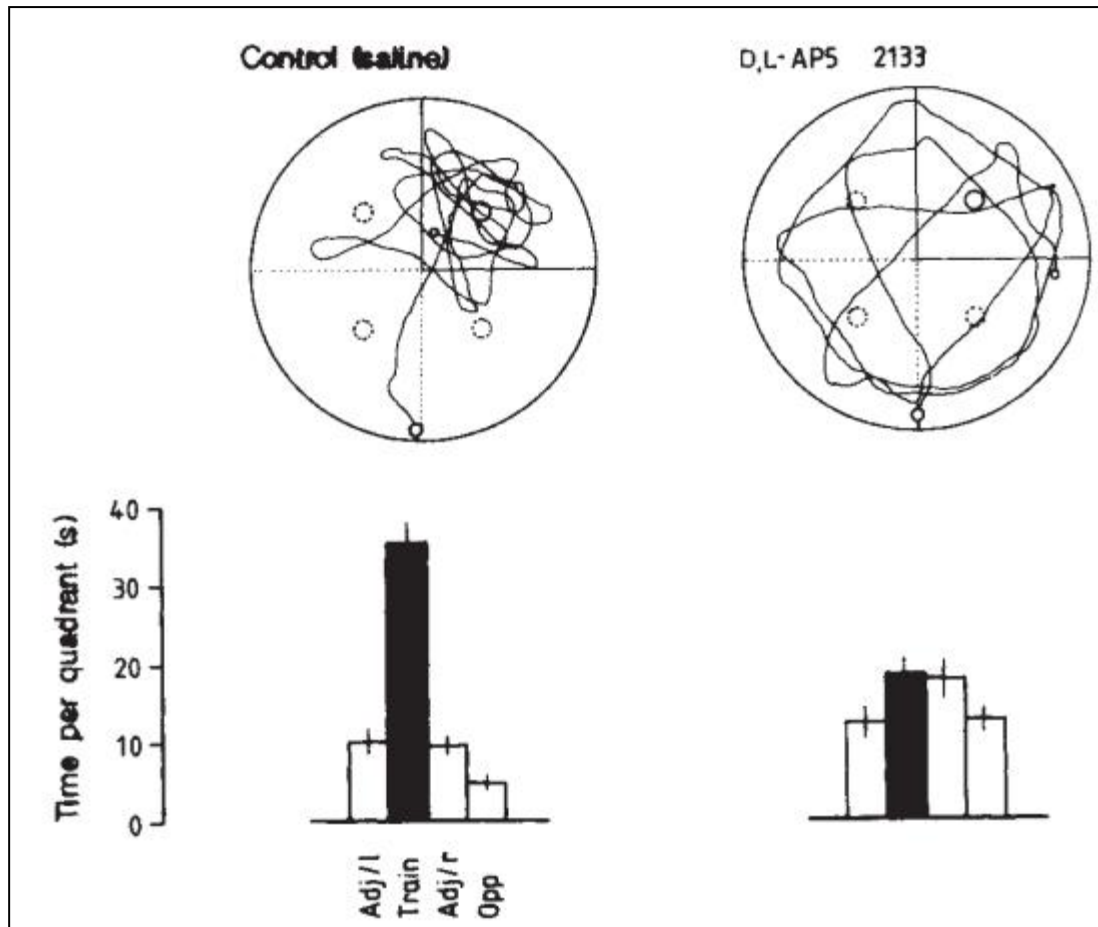 Control (saline)
D,L-AP5 2133
Time per quadrant (s)
40
30
20
10
0
Adj/l
Train
Adj/r
Opp